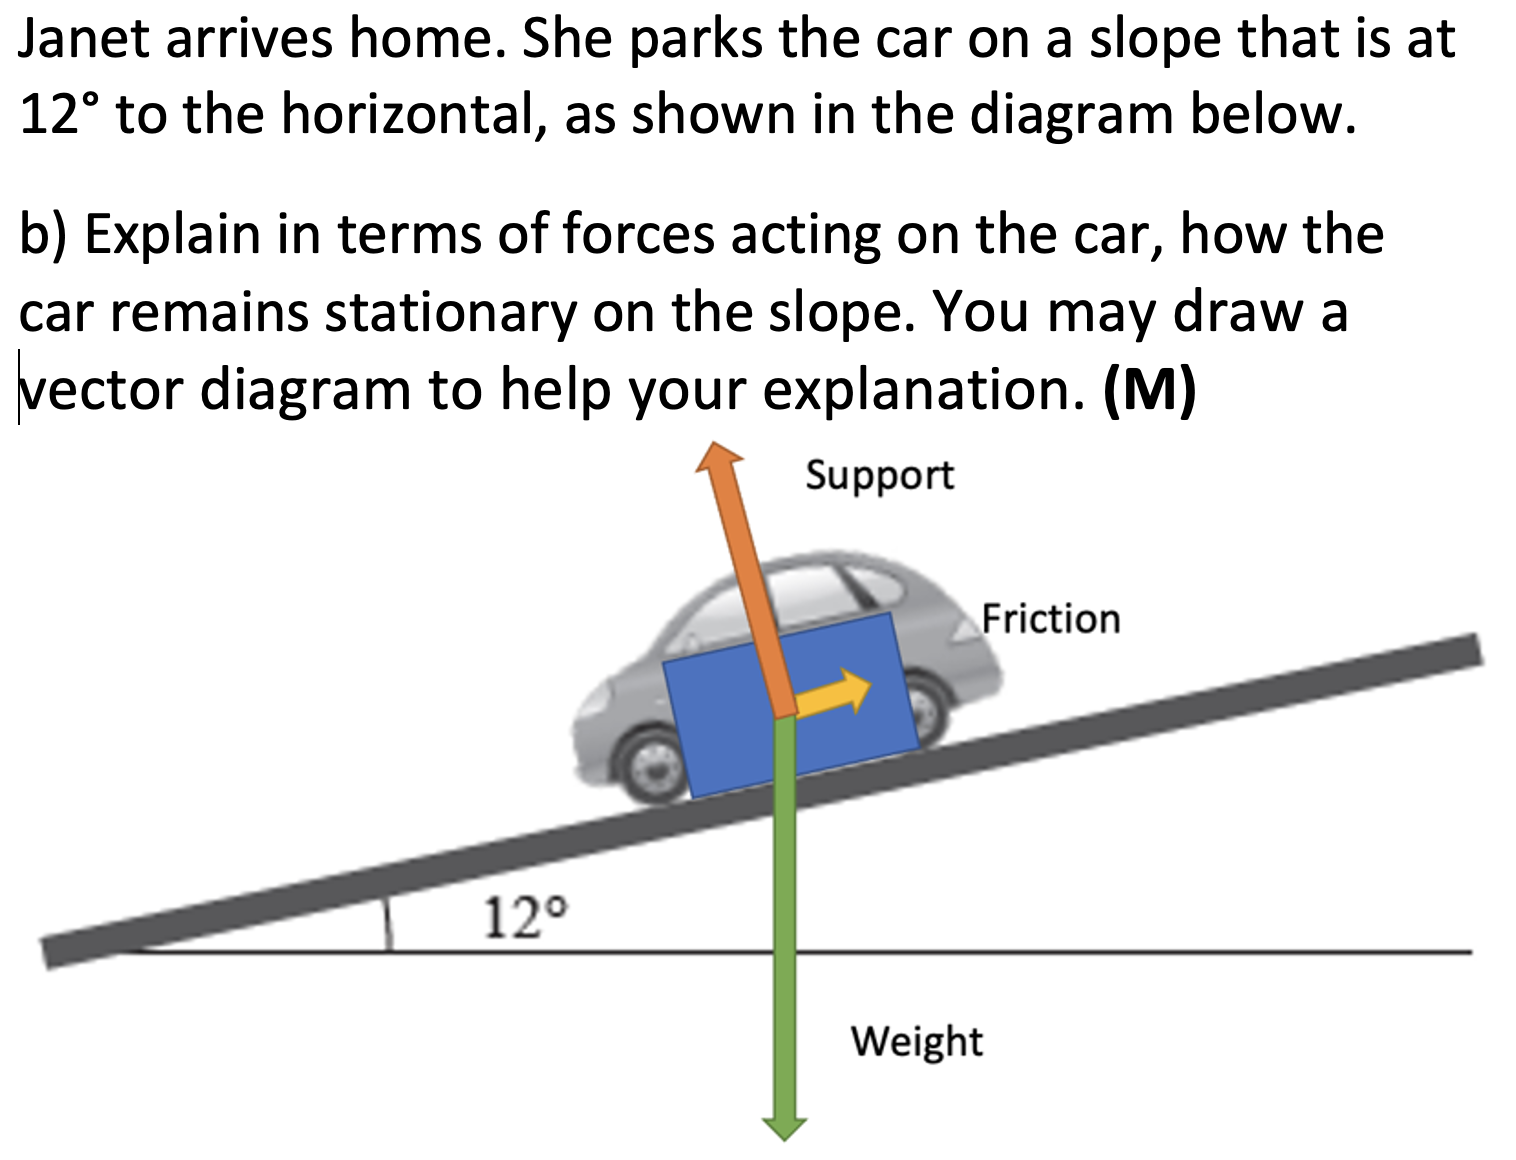 Janet arrives home. She parks the car on a slope that is at
12° to the horizontal, as shown in the diagram below.
b) Explain in terms of forces acting on the car, how the
car remains stationary on the slope. You may draw a
vector diagram to help your explanation. (M)
Support
Friction
12°
Weight